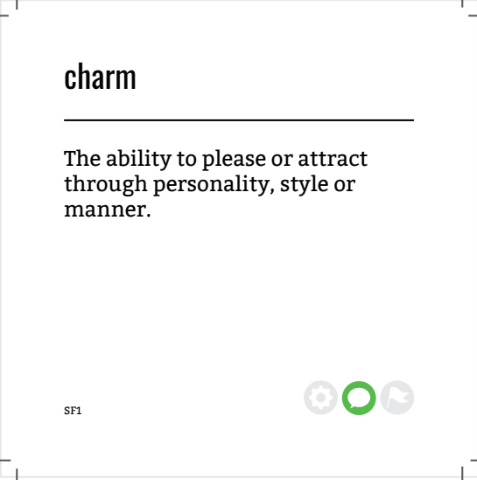 charm
The ability to please or attract
through personality, style or
manner.
SF1